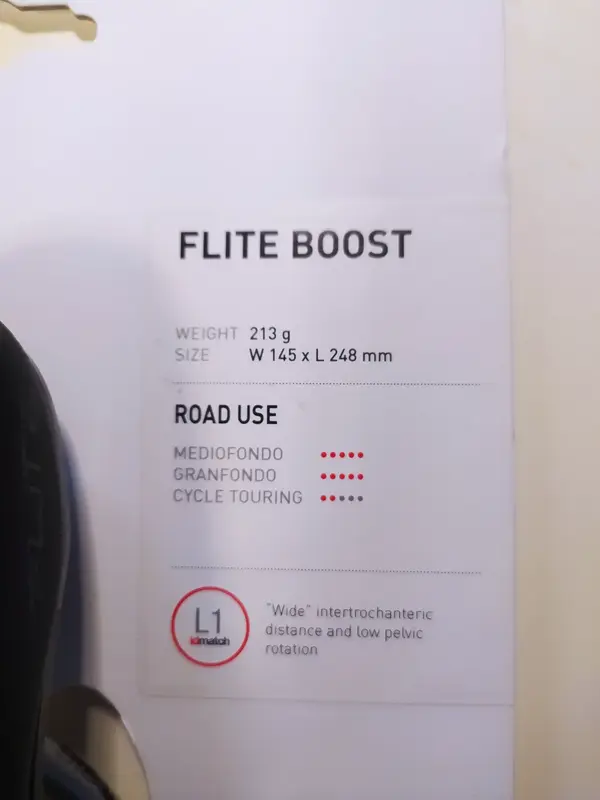 FLITE BOOST
WEIGHT 213 g
SIZE W 145 x L 248 mm
ROAD USE
MEDIOFONDO
GRANFONDO
CYCLE TOURING
L1
idmatch
"Wide" intertrochanteric
distance and low pelvic
rotation